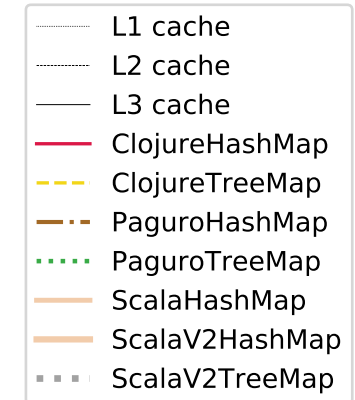 L1 cache
L2 cache
L3 cache
ClojureHashMap
ClojureTreeMap
PaguroHashMap
PaguroTreeMap
ScalaHashMap
ScalaV2HashMap
ScalaV2TreeMap